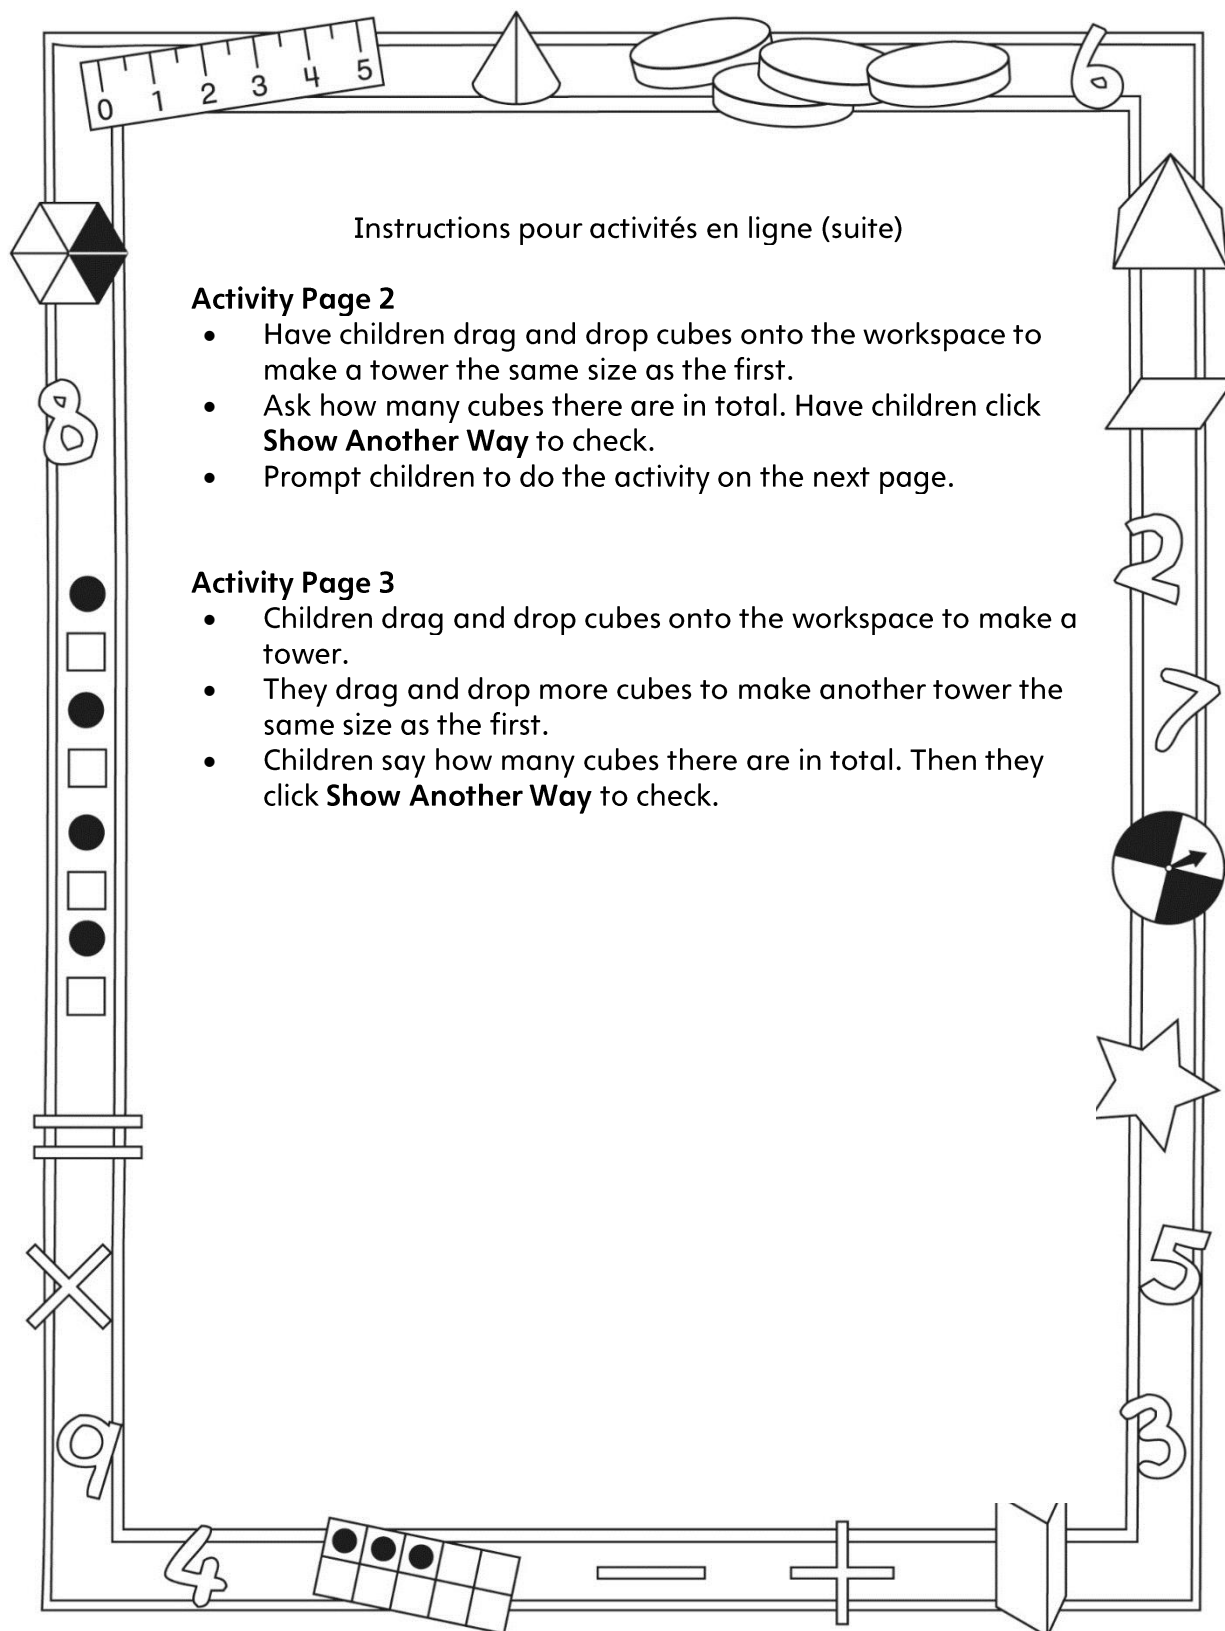 0 1 2 3 4 5
6
Instructions pour activités en ligne (suite)
Activity Page 2
• Have children drag and drop cubes onto the workspace to
make a tower the same size as the first.
• Ask how many cubes there are in total. Have children click
Show Another Way to check.
• Prompt children to do the activity on the next page.
8
2
Activity Page 3
• Children drag and drop cubes onto the workspace to make a
tower.
• They drag and drop more cubes to make another tower the
same size as the first.
• Children say how many cubes there are in total. Then they
click Show Another Way to check.
7
=
×
5
9
3
4
− +